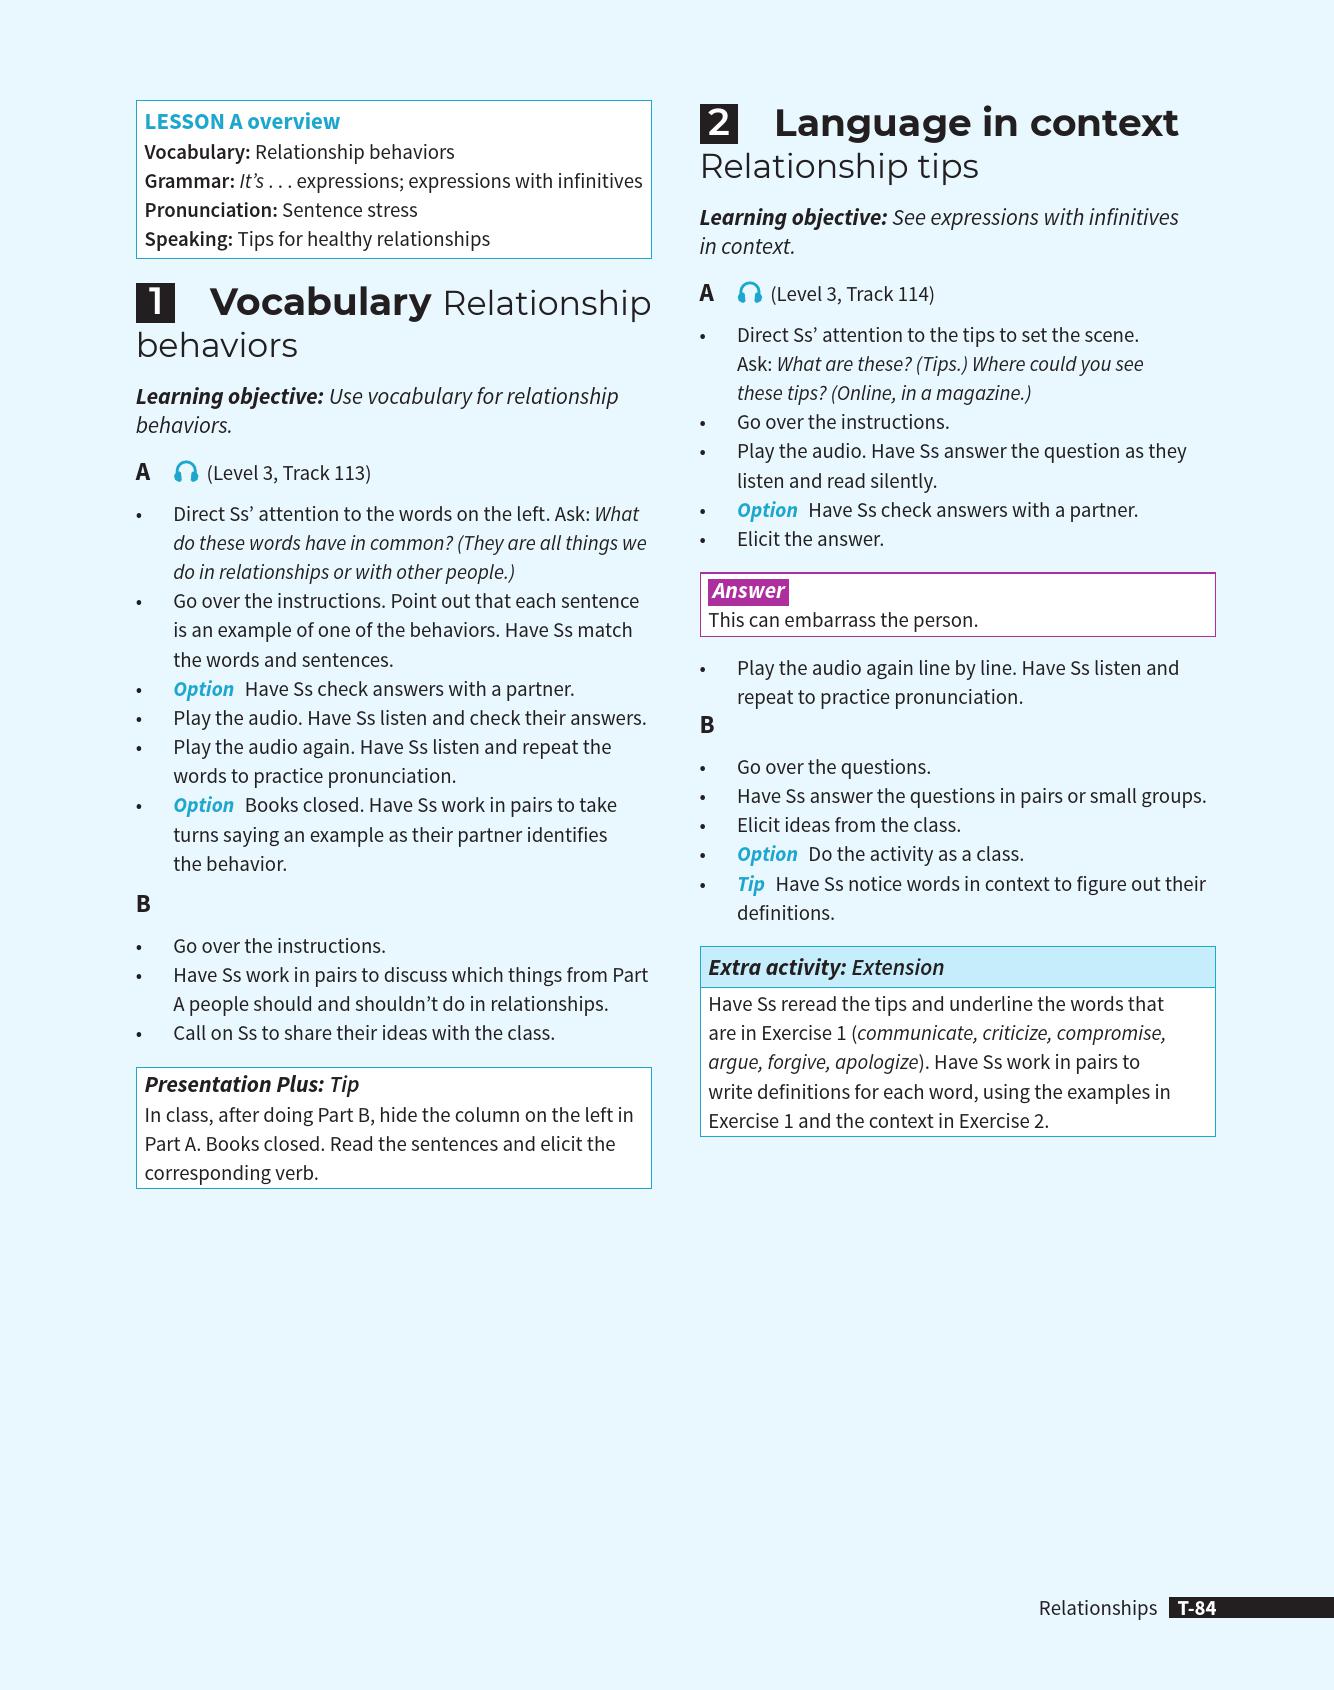 LESSON A overview
Vocabulary: Relationship behaviors
Grammar: It’s . . . expressions; expressions with infinitives
Pronunciation: Sentence stress
Speaking: Tips for healthy relationships
1 Vocabulary Relationship
behaviors
Learning objective: Use vocabulary for relationship
behaviors.
A (Level 3, Track 113)
• Direct Ss’ attention to the words on the left. Ask: What
do these words have in common? (They are all things we
do in relationships or with other people.)
• Go over the instructions. Point out that each sentence
is an example of one of the behaviors. Have Ss match
the words and sentences.
• Option Have Ss check answers with a partner.
• Play the audio. Have Ss listen and check their answers.
• Play the audio again. Have Ss listen and repeat the
words to practice pronunciation.
• Option Books closed. Have Ss work in pairs to take
turns saying an example as their partner identifies
the behavior.
B
• Go over the instructions.
• Have Ss work in pairs to discuss which things from Part
A people should and shouldn’t do in relationships.
• Call on Ss to share their ideas with the class.
Presentation Plus: Tip
In class, after doing Part B, hide the column on the left in
Part A. Books closed. Read the sentences and elicit the
corresponding verb.
2 Language in context
Relationship tips
Learning objective: See expressions with infinitives
in context.
A (Level 3, Track 114)
• Direct Ss’ attention to the tips to set the scene.
Ask: What are these? (Tips.) Where could you see
these tips? (Online, in a magazine.)
• Go over the instructions.
• Play the audio. Have Ss answer the question as they
listen and read silently.
• Option Have Ss check answers with a partner.
• Elicit the answer.
Answer
This can embarrass the person.
• Play the audio again line by line. Have Ss listen and
repeat to practice pronunciation.
B
• Go over the questions.
• Have Ss answer the questions in pairs or small groups.
• Elicit ideas from the class.
• Option Do the activity as a class.
• Tip Have Ss notice words in context to figure out their
definitions.
Extra activity: Extension
Have Ss reread the tips and underline the words that
are in Exercise 1 (communicate, criticize, compromise,
argue, forgive, apologize). Have Ss work in pairs to
write definitions for each word, using the examples in
Exercise 1 and the context in Exercise 2.
Relationships T-84